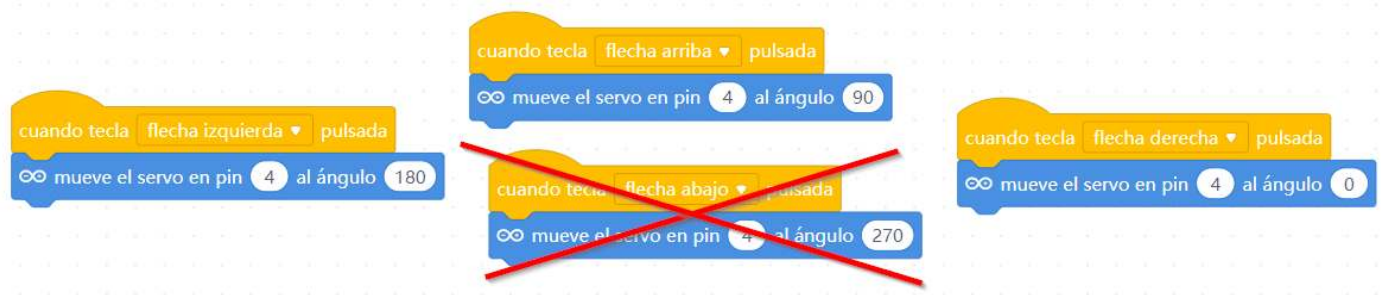 cuando tecla flecha izquierda pulsada
mueve el servo en pin 4 al ángulo 180
cuando tecla flecha arriba pulsada
mueve el servo en pin 4 al ángulo 90
cuando tecla flecha abajo pulsada
mueve el servo en pin 4 al ángulo 270
cuando tecla flecha derecha pulsada
mueve el servo en pin 4 al ángulo 0